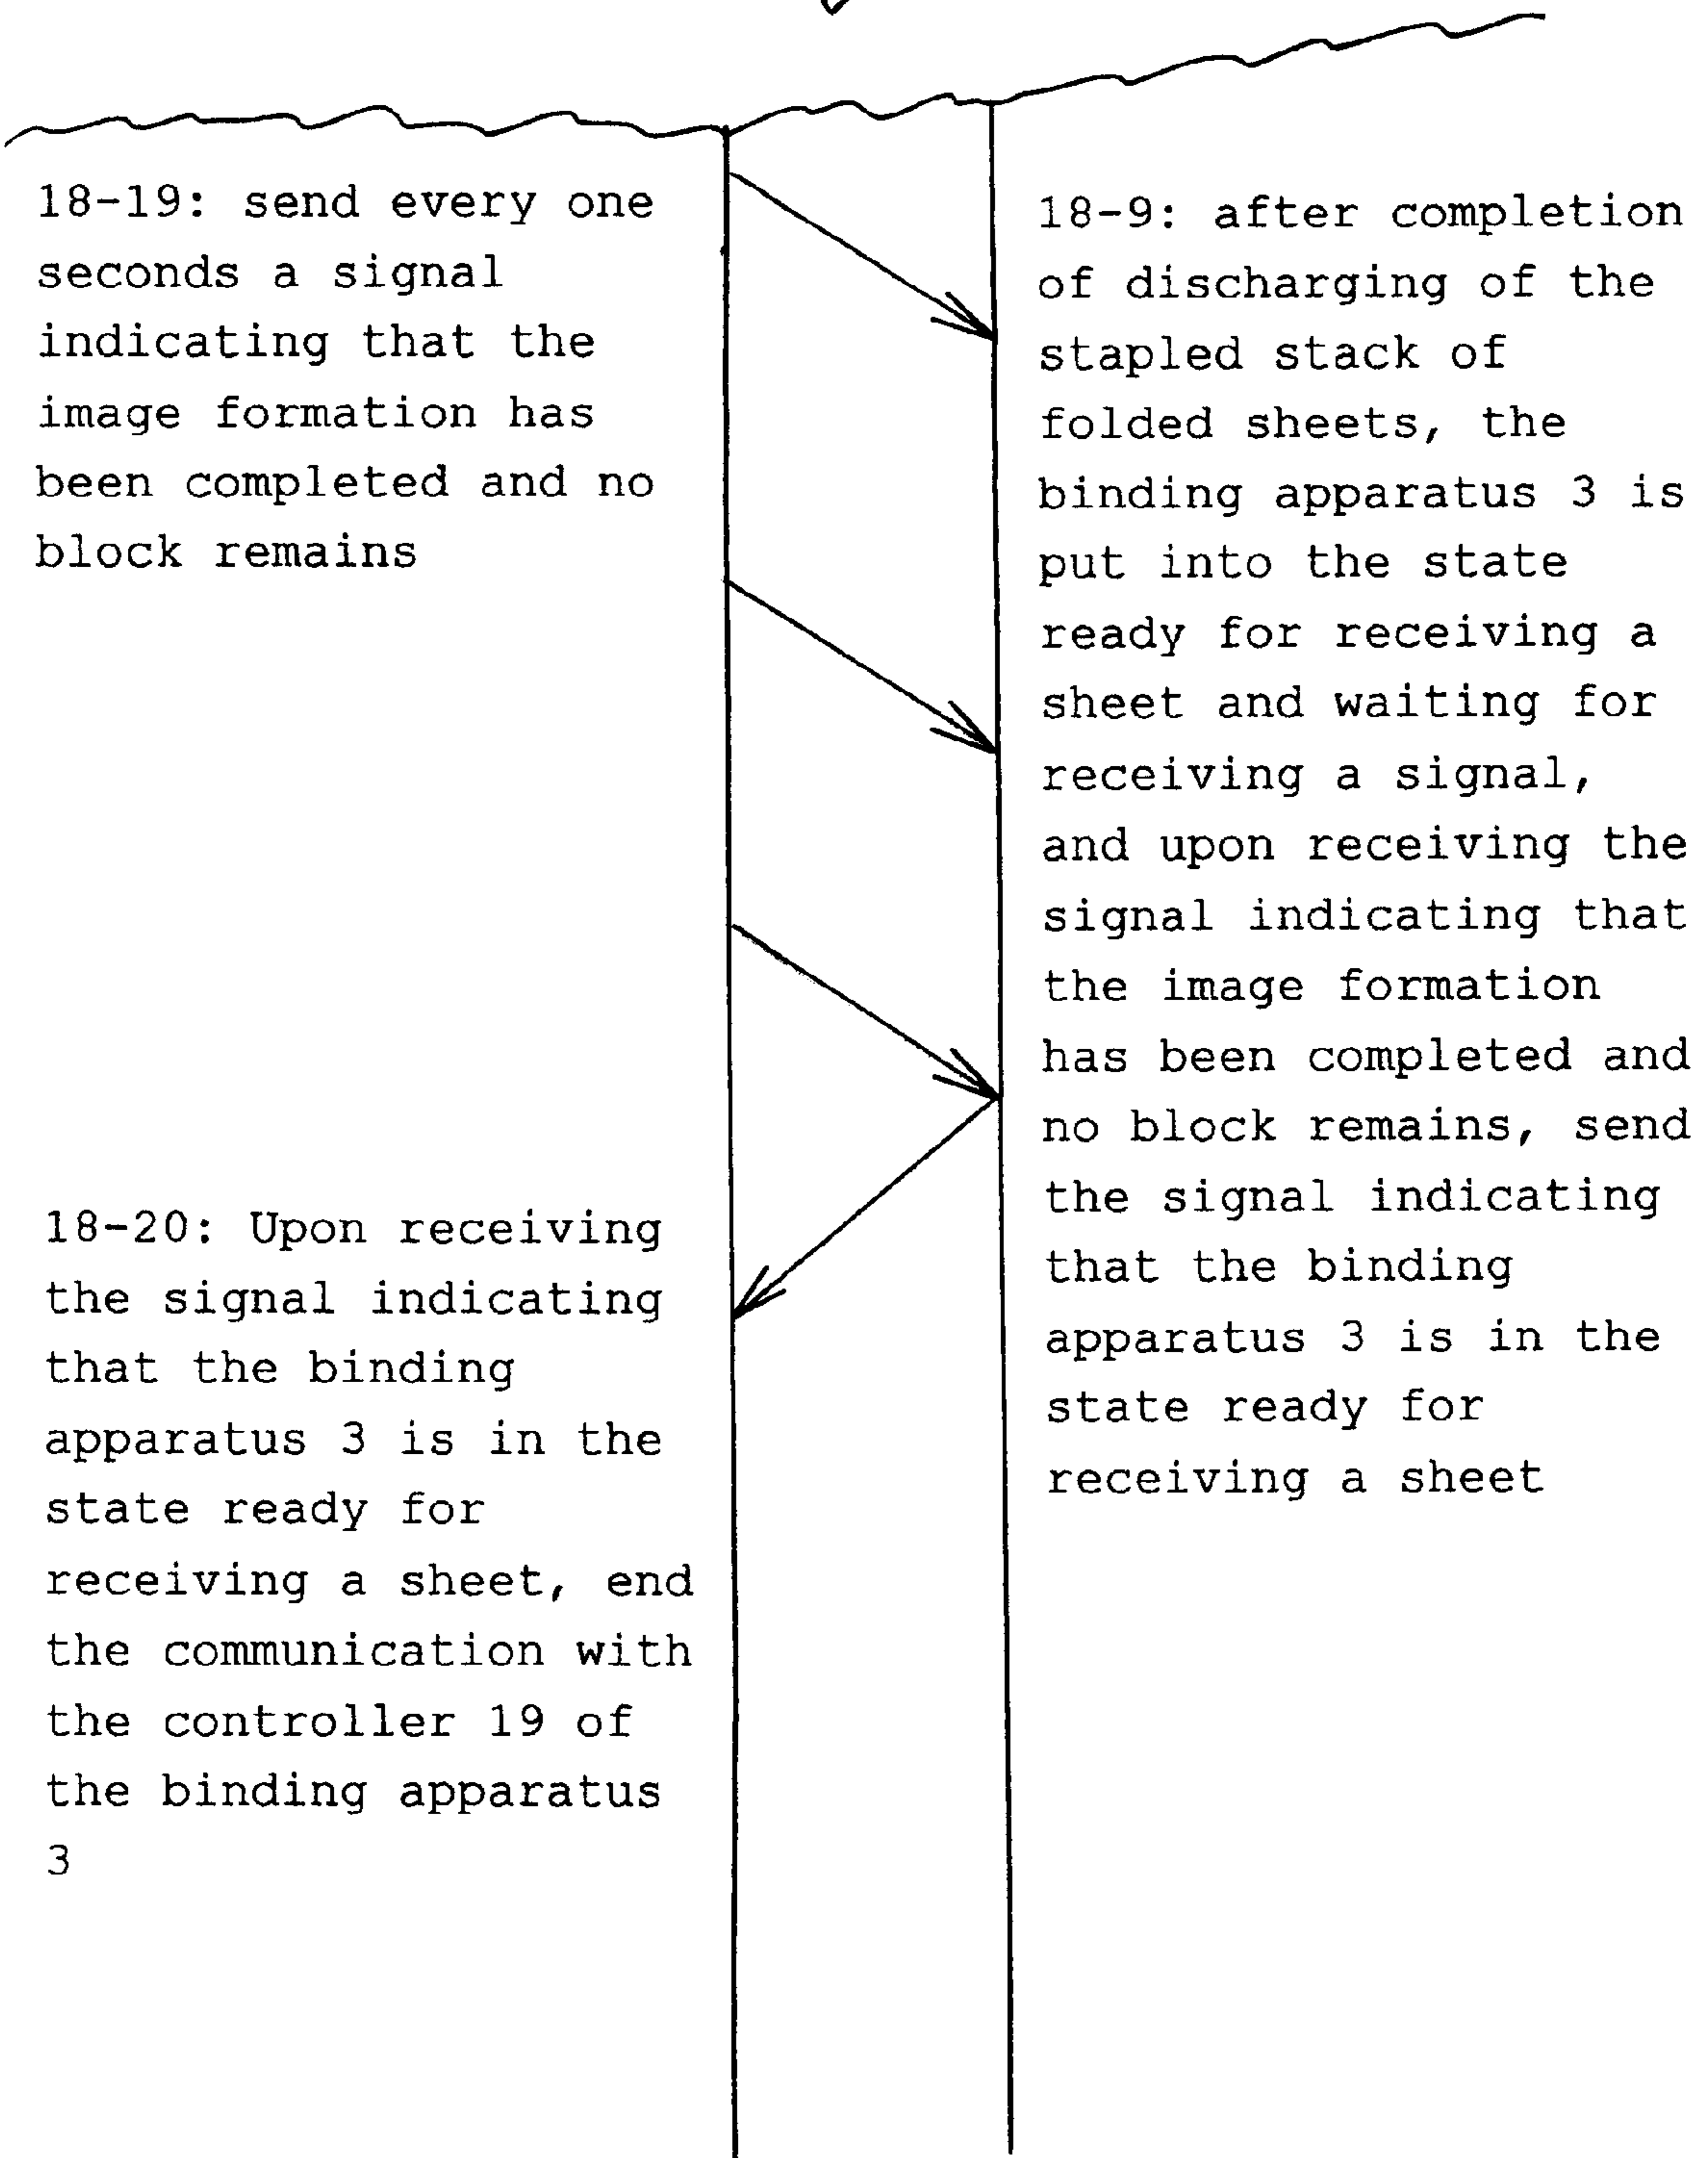 18-19: send every one
seconds a signal
indicating that the
image formation has
been completed and no
block remains
18-9: after completion
of discharging of the
stapled stack of
folded sheets, the
binding apparatus 3 is
put into the state
ready for receiving a
sheet and waiting for
receiving a signal,
and upon receiving the
signal indicating that
the image formation
has been completed and
no block remains, send
the signal indicating
that the binding
apparatus 3 is in the
state ready for
receiving a sheet
18-20: Upon receiving
the signal indicating
that the binding
apparatus 3 is in the
state ready for
receiving a sheet, end
the communication with
the controller 19 of
the binding apparatus
3